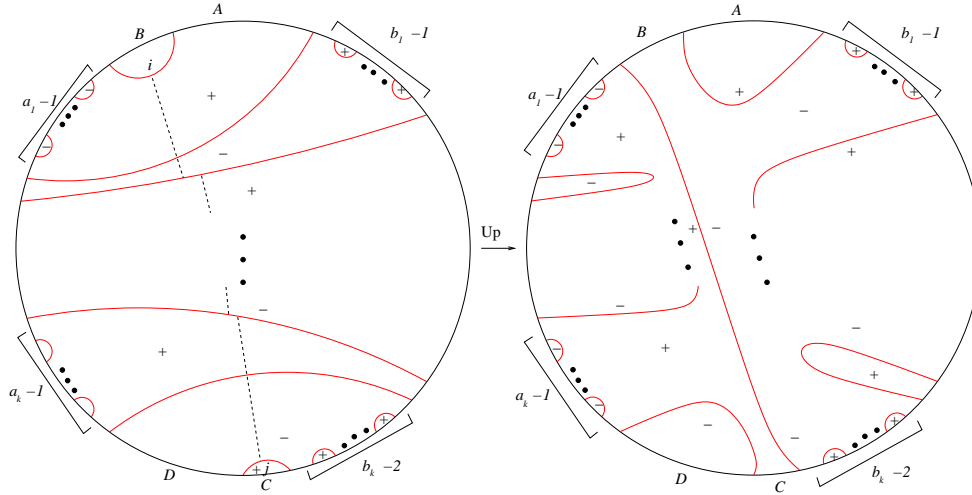 A
B
b₁ −1
i
a₁ −1
−
+
+
+
−
−
+
Up
−
+
aₖ −1
−
+
+
+
j
bₖ −2
D
C
A
B
b₁ −1
a₁ −1
+
+
−
−
+
−
+
+
−
+
−
−
−
+
−
+
aₖ −1
−
−
−
+
+
bₖ −2
D
C